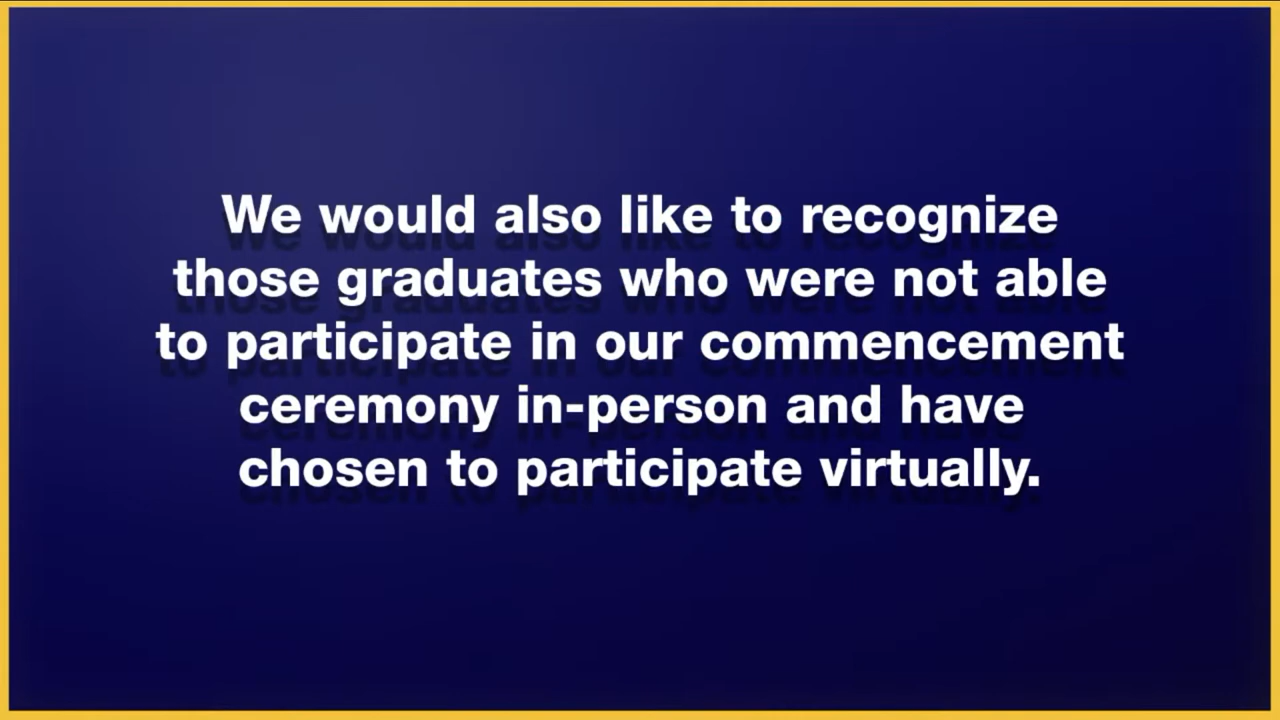 We would also like to recognize
those graduates who were not able
to participate in our commencement
ceremony in-person and have
chosen to participate virtually.